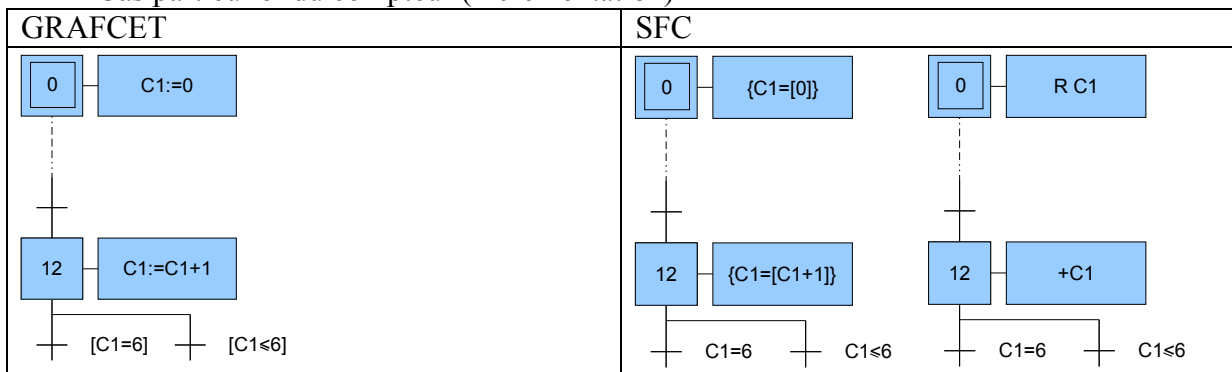 GRAFCET
0
C1:=0
12
C1:=C1+1
[C1=6]
[C1⩽6]
SFC
0
{C1=[0]}
0
R C1
12
{C1=[C1+1]}
12
+C1
C1=6
C1⩽6
C1=6
C1⩽6